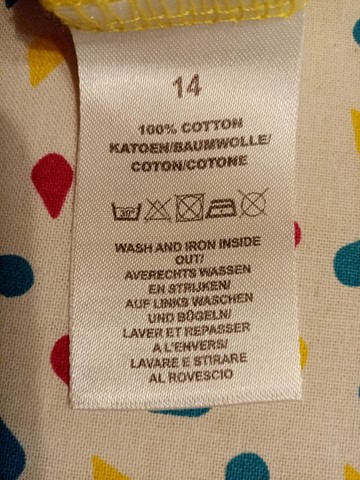 14
100% COTTON
KATOEN/BAUMWOLLE/
COTON/COTONE
30°
WASH AND IRON INSIDE
OUT/
AVERECHTS WASSEN
EN STRIJKEN/
AUF LINKS WASCHEN
UND BÜGELN/
LAVER ET REPASSER
A L'ENVERS/
LAVARE E STIRARE
AL ROVESCIO